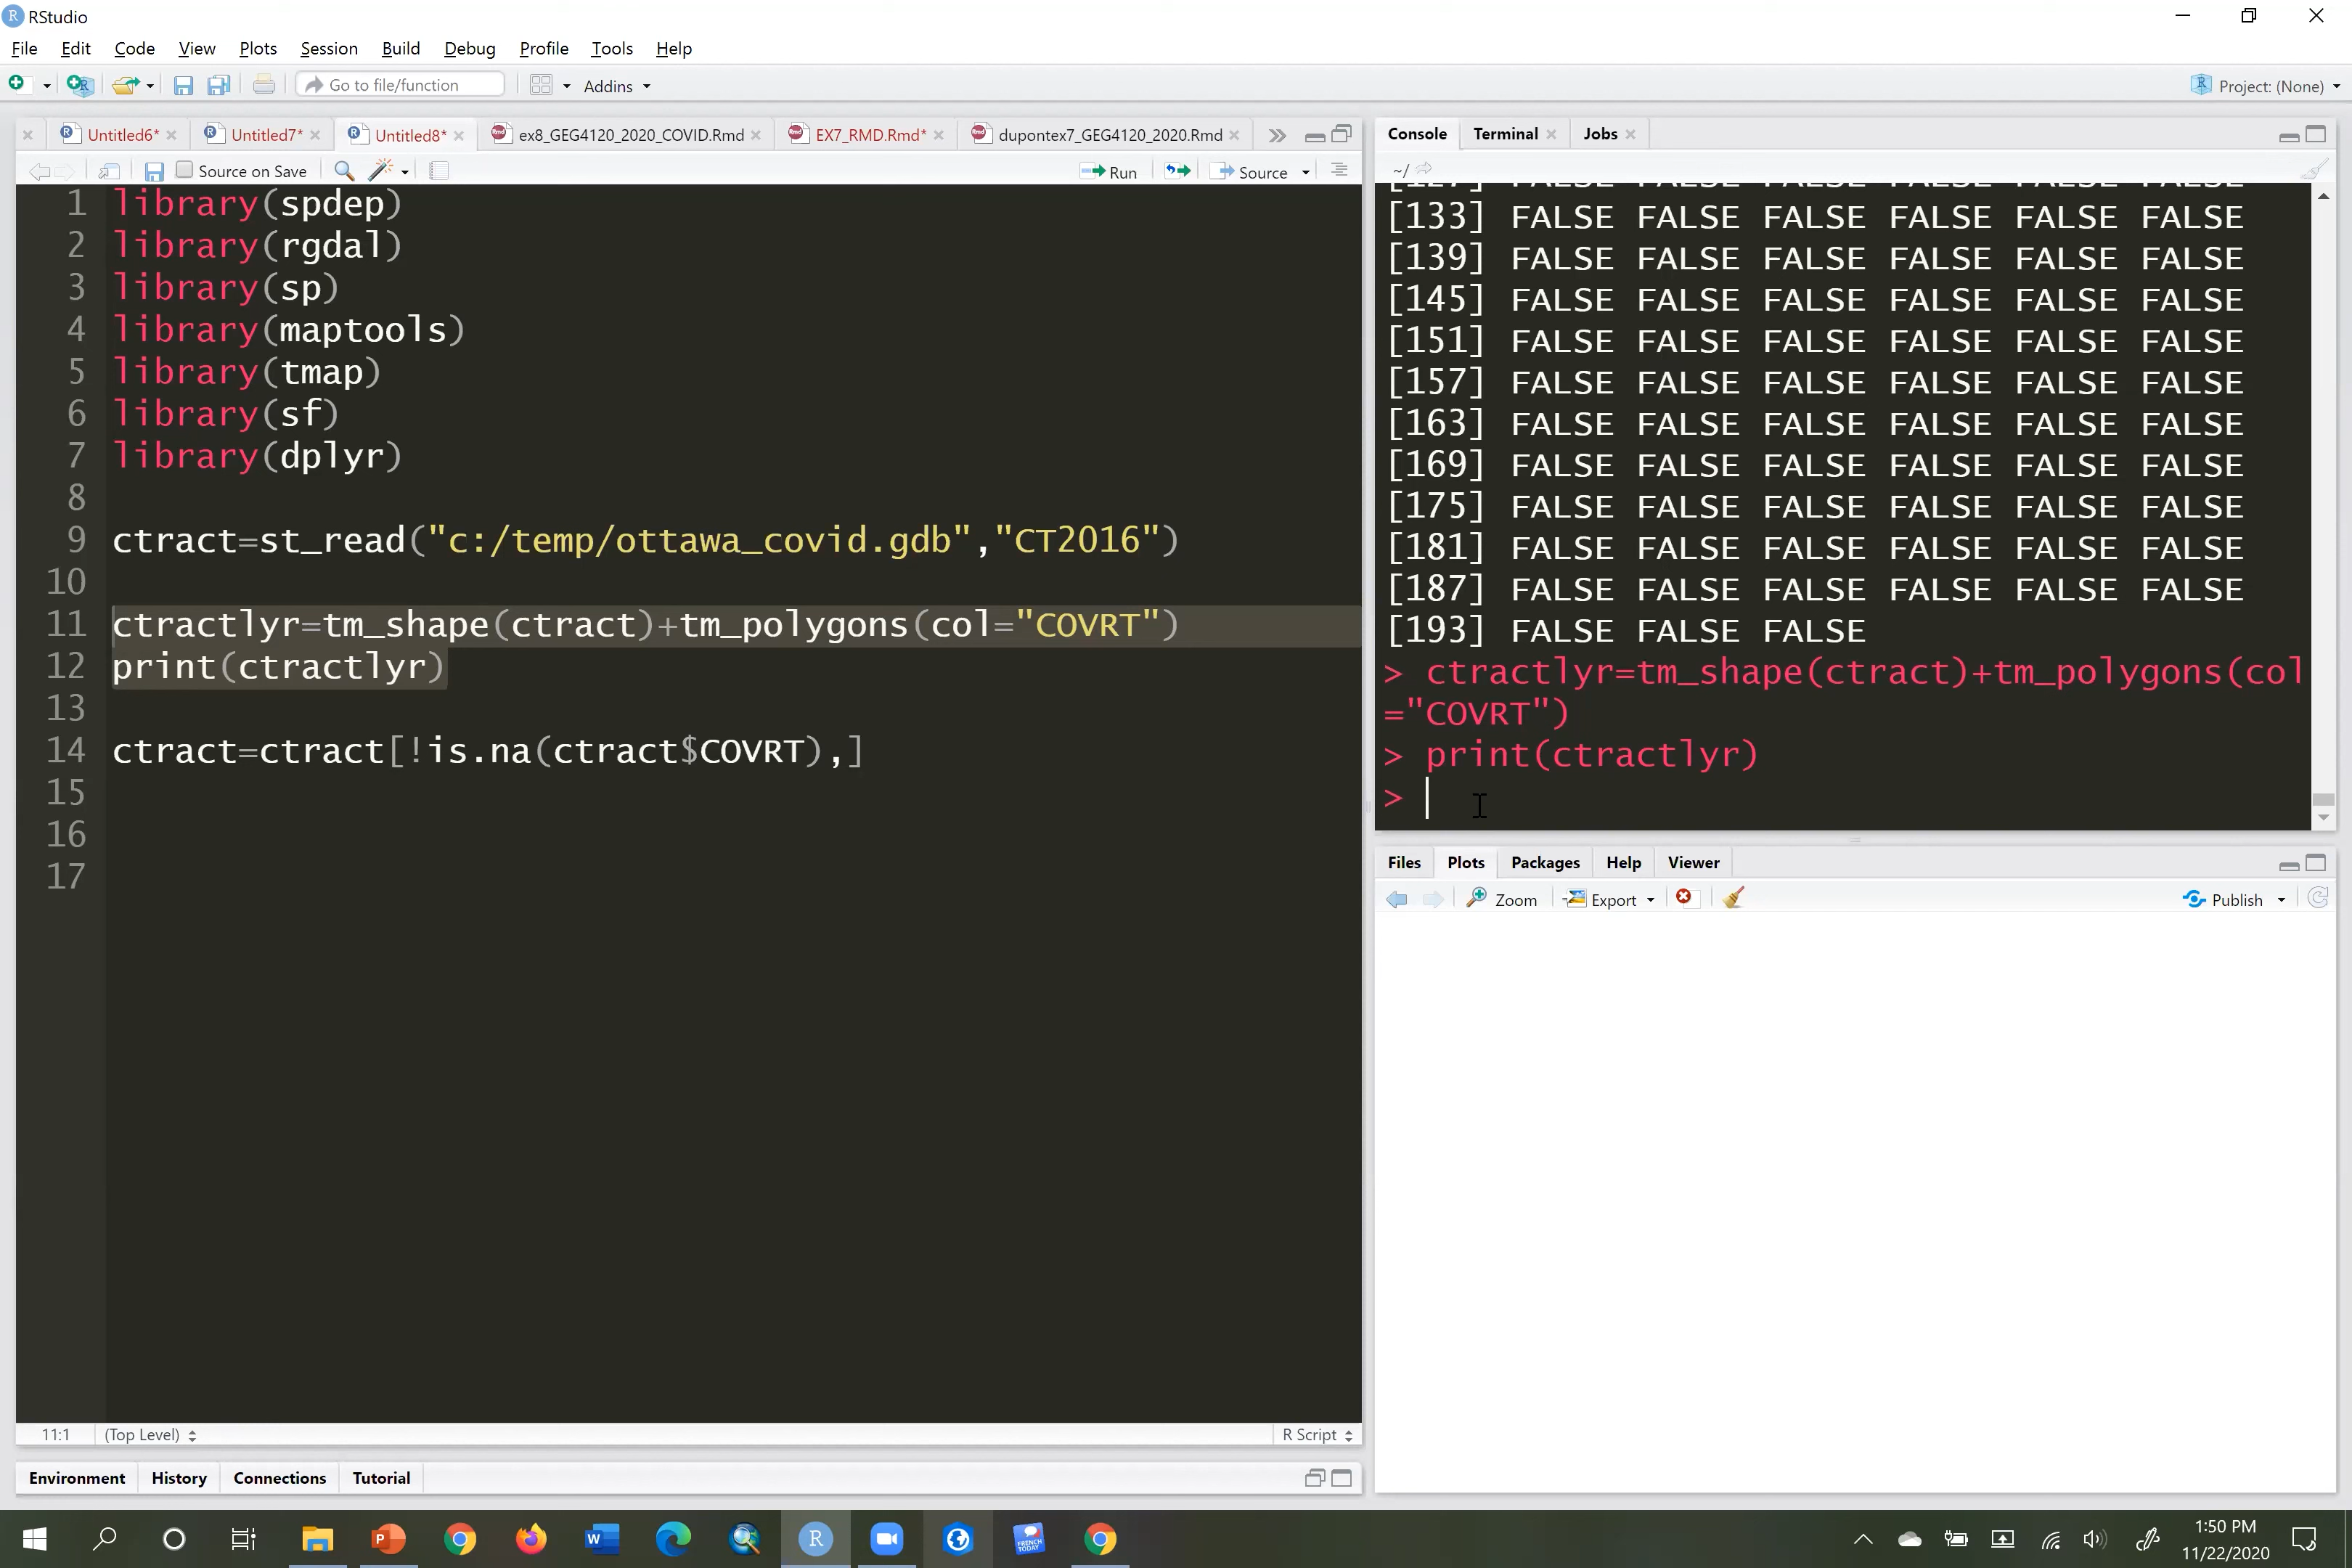 RStudio
File Edit Code View Plots Session Build Debug Profile Tools Help
Go to file/function Addins Project: (None)
Untitled6* Untitled7* Untitled8* ex8_GEG4120_2020_COVID.Rmd EX7_RMD.Rmd* dupontex7_GEG4120_2020.Rmd
Source on Save Run Source
1 library(spdep)
2 library(rgdal)
3 library(sp)
4 library(maptools)
5 library(tmap)
6 library(sf)
7 library(dplyr)
8
9 ctract=st_read("c:/temp/ottawa_covid.gdb","CT2016")
10
11 ctractlyr=tm_shape(ctract)+tm_polygons(col="COVRT")
12 print(ctractlyr)
13
14 ctract=ctract[!is.na(ctract$COVRT),]
15
16
17
11:1 (Top Level) R Script
Environment History Connections Tutorial
Console Terminal Jobs
~/
[127] FALSE FALSE FALSE FALSE FALSE FALSE
[133] FALSE FALSE FALSE FALSE FALSE FALSE
[139] FALSE FALSE FALSE FALSE FALSE FALSE
[145] FALSE FALSE FALSE FALSE FALSE FALSE
[151] FALSE FALSE FALSE FALSE FALSE FALSE
[157] FALSE FALSE FALSE FALSE FALSE FALSE
[163] FALSE FALSE FALSE FALSE FALSE FALSE
[169] FALSE FALSE FALSE FALSE FALSE FALSE
[175] FALSE FALSE FALSE FALSE FALSE FALSE
[181] FALSE FALSE FALSE FALSE FALSE FALSE
[187] FALSE FALSE FALSE FALSE FALSE FALSE
[193] FALSE FALSE FALSE
> ctractlyr=tm_shape(ctract)+tm_polygons(col
="COVRT")
> print(ctractlyr)
>
Files Plots Packages Help Viewer
Zoom Export Publish
1:50 PM
11/22/2020